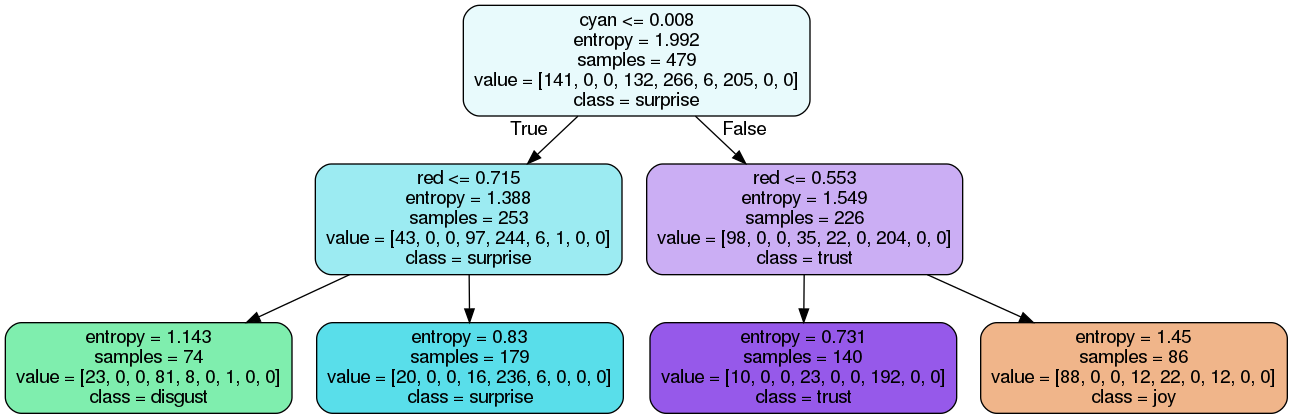 cyan <= 0.008
entropy = 1.992
samples = 479
value = [141, 0, 0, 132, 266, 6, 205, 0, 0]
class = surprise
True
False
red <= 0.715
entropy = 1.388
samples = 253
value = [43, 0, 0, 97, 244, 6, 1, 0, 0]
class = surprise
red <= 0.553
entropy = 1.549
samples = 226
value = [98, 0, 0, 35, 22, 0, 204, 0, 0]
class = trust
entropy = 1.143
samples = 74
value = [23, 0, 0, 81, 8, 0, 1, 0, 0]
class = disgust
entropy = 0.83
samples = 179
value = [20, 0, 0, 16, 236, 6, 0, 0, 0]
class = surprise
entropy = 0.731
samples = 140
value = [10, 0, 0, 23, 0, 0, 192, 0, 0]
class = trust
entropy = 1.45
samples = 86
value = [88, 0, 0, 12, 22, 0, 12, 0, 0]
class = joy